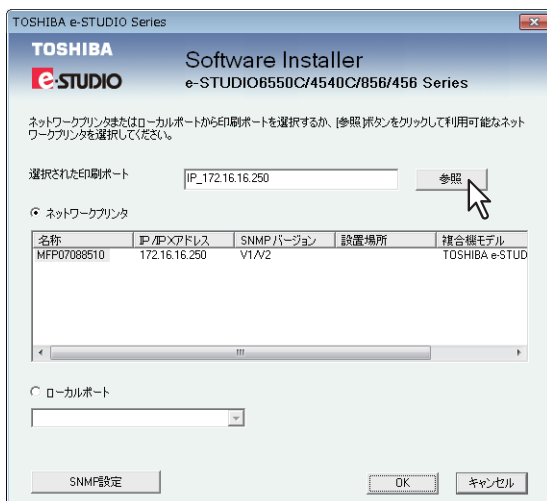 TOSHIBA e-STUDIO Series
TOSHIBA
e-STUDIO
Software Installer
e-STUDIO6550C/4540C/856/456 Series
ネットワークプリンタまたはローカルポートから印刷ポートを選択するか、[参照]ボタンをクリックして利用可能なネット
ワークプリンタを選択してください。
選択された印刷ポート IP_172.16.16.250 参照
ネットワークプリンタ
名称 IP/IPXアドレス SNMPバージョン 設置場所 複合機モデル
MFP07088510 172.16.16.250 V1/V2 TOSHIBA e-STUD
ローカルポート
SNMP設定 OK キャンセル